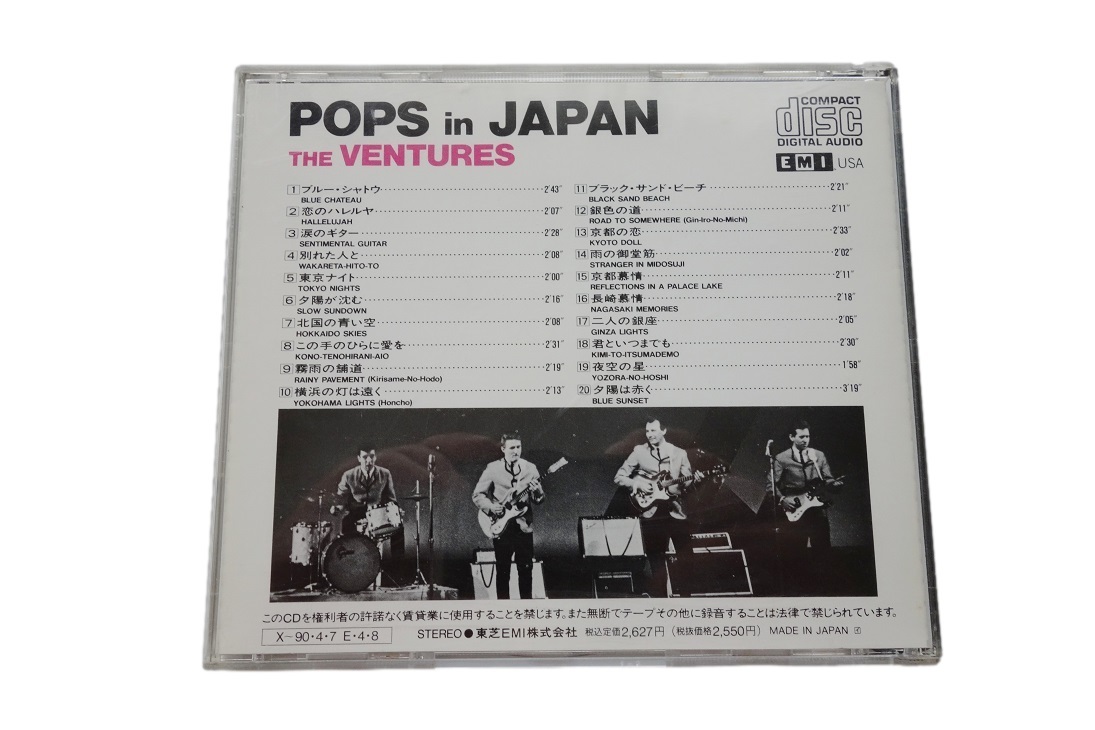 POPS in JAPAN
THE VENTURES
COMPACT
disc
DIGITAL AUDIO
EMI USA
1 ブルー・シャトウ 2'43"
BLUE CHATEAU
2 恋のハレルヤ 2'07"
HALLELUJAH
3 涙のギター 2'28"
SENTIMENTAL GUITAR
4 別れた人と 2'08"
WAKARETA-HITO-TO
5 東京ナイト 2'00"
TOKYO NIGHTS
6 夕陽が沈む 2'16"
SLOW SUNDOWN
7 北国の青い空 2'08"
HOKKAIDO SKIES
8 この手のひらに愛を 2'31"
KONO-TENOHIRANI-AIO
9 霧雨の舗道 2'19"
RAINY PAVEMENT (Kirisame-No-Hodo)
10 横浜の灯は遠く 2'13"
YOKOHAMA LIGHTS (Honcho)
11 ブラック・サンド・ビーチ 2'21"
BLACK SAND BEACH
12 銀色の道 2'11"
ROAD TO SOMEWHERE (Gin-Iro-No-Michi)
13 京都の恋 2'33"
KYOTO DOLL
14 雨の御堂筋 2'02"
STRANGER IN MIDOSUJI
15 京都慕情 2'11"
REFLECTIONS IN A PALACE LAKE
16 長崎慕情 2'18"
NAGASAKI MEMORIES
17 二人の銀座 2'05"
GINZA LIGHTS
18 君といつまでも 2'30"
KIMI-TO-ITSUMADEMO
19 夜空の星 1'58"
YOZORA-NO-HOSHI
20 夕陽は赤く 3'19"
BLUE SUNSET
このCDを権利者の許諾なく賃貸業に使用することを禁じます。また無断でテープその他に録音することは法律で禁じられています。
X~90・4・7 E・4・8
STEREO●東芝EMI株式会社 税込定価2,627円(税抜価格2,550円) MADE IN JAPAN